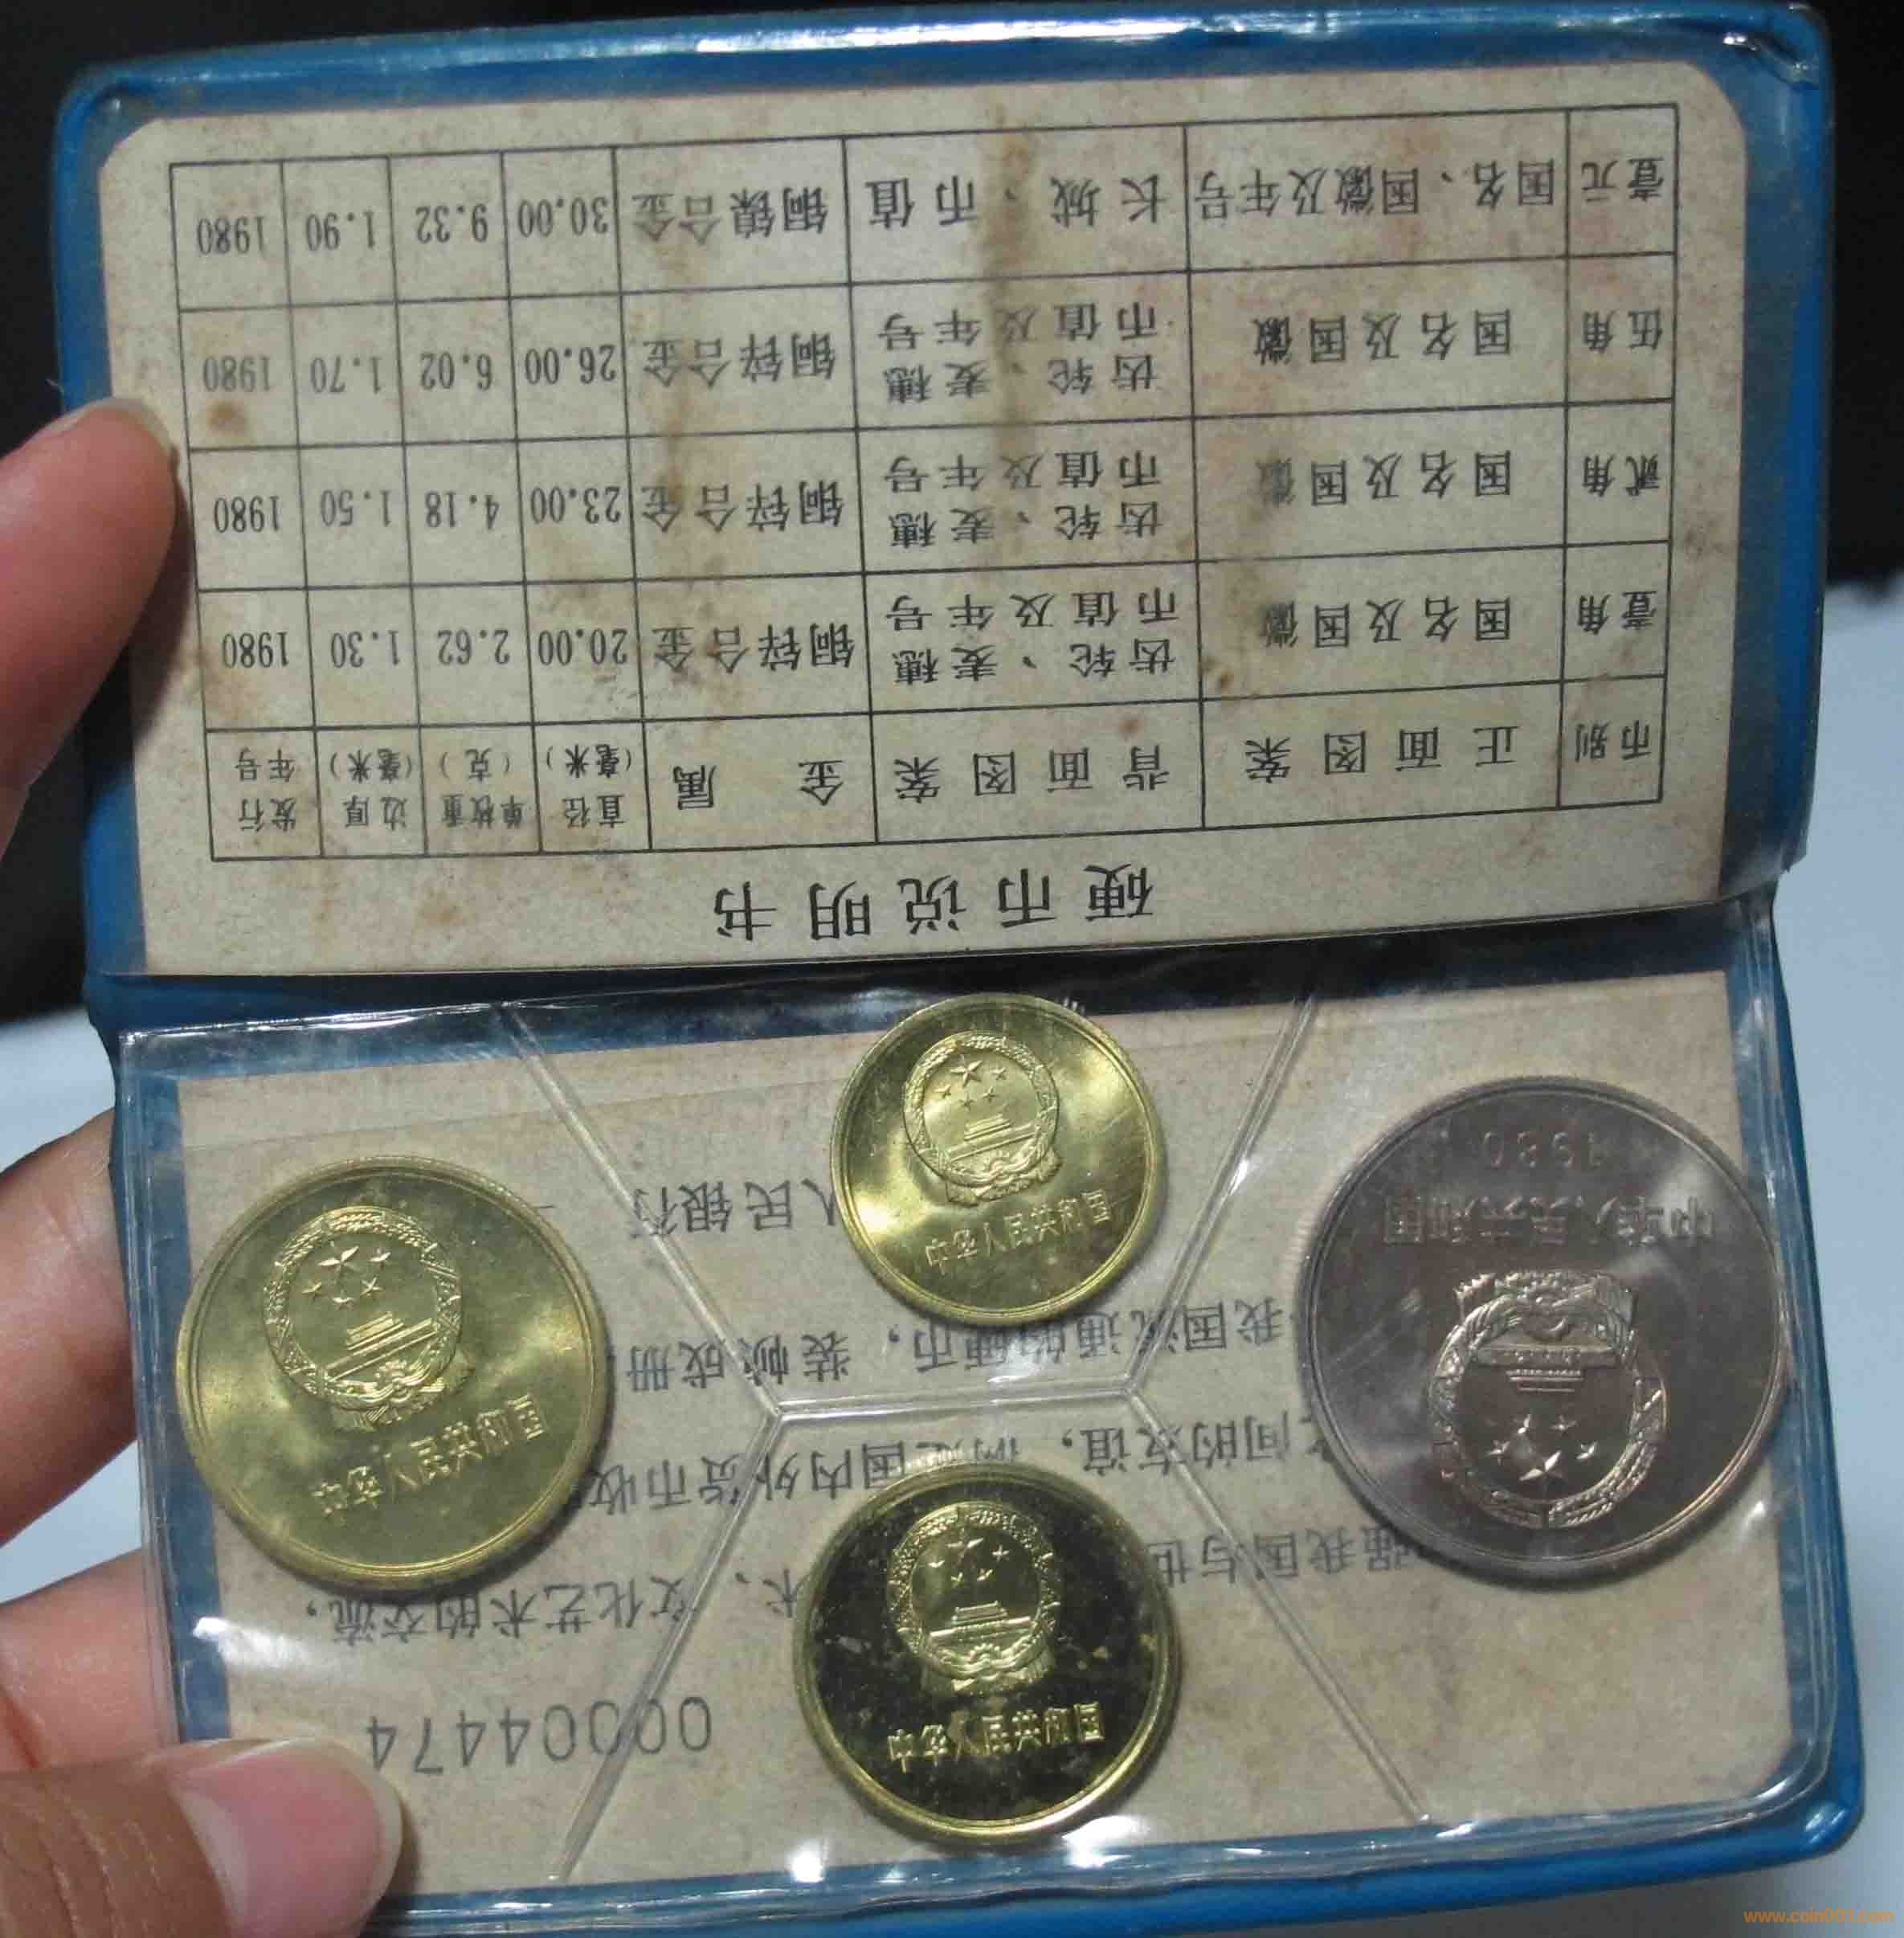 硬币说明书
币别 正面图案 背面图案 金属 直径(毫米) 单枚重(克) 边厚(毫米) 发行年号
壹角 国名及国徽 齿轮、麦穗币值及年号 铜锌合金 20.00 2.62 1.30 1980
贰角 国名及国徽 齿轮、麦穗币值及年号 铜锌合金 23.00 4.18 1.50 1980
伍角 国名及国徽 齿轮、麦穗币值及年号 铜锌合金 26.00 6.02 1.70 1980
壹元 国名、国徽及年号 长城、币值 铜镍合金 30.00 9.32 1.90 1980
中华人民共和国
中华人民共和国
中华人民共和国
中华人民共和国
1980
00004474
强我国与世 文化艺术的交流,
间的友谊, 国内外货币收
我国流通的硬币,装帧成册
人民银行
www.coin001.com